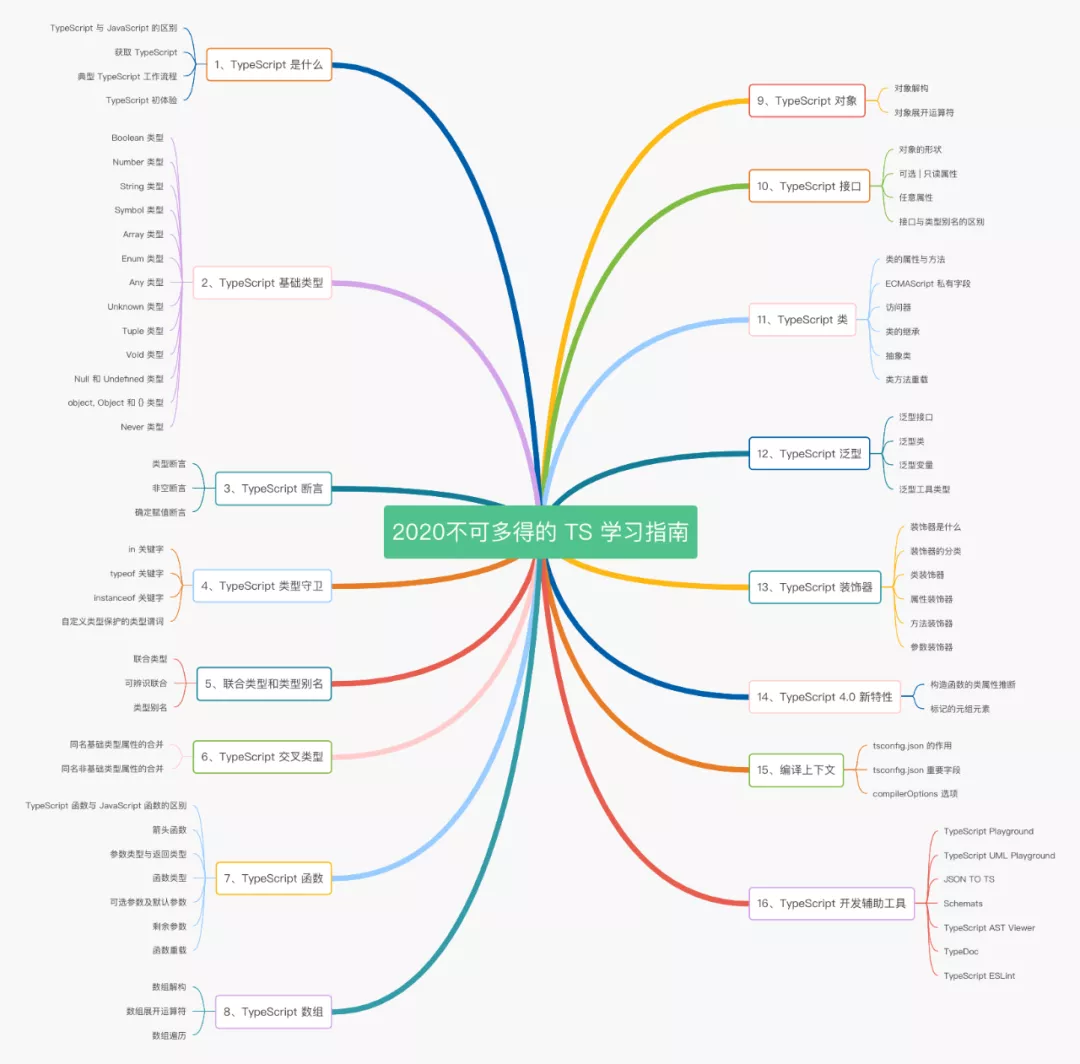 2020不可多得的 TS 学习指南
1、TypeScript 是什么
TypeScript 与 JavaScript 的区别
获取 TypeScript
典型 TypeScript 工作流程
TypeScript 初体验
2、TypeScript 基础类型
Boolean 类型
Number 类型
String 类型
Symbol 类型
Array 类型
Enum 类型
Any 类型
Unknown 类型
Tuple 类型
Void 类型
Null 和 Undefined 类型
object, Object 和 {} 类型
Never 类型
3、TypeScript 断言
类型断言
非空断言
确定赋值断言
4、TypeScript 类型守卫
in 关键字
typeof 关键字
instanceof 关键字
自定义类型保护的类型谓词
5、联合类型和类型别名
联合类型
可辨识联合
类型别名
6、TypeScript 交叉类型
同名基础类型属性的合并
同名非基础类型属性的合并
7、TypeScript 函数
TypeScript 函数与 JavaScript 函数的区别
箭头函数
参数类型与返回类型
函数类型
可选参数及默认参数
剩余参数
函数重载
8、TypeScript 数组
数组解构
数组展开运算符
数组遍历
9、TypeScript 对象
对象解构
对象展开运算符
10、TypeScript 接口
对象的形状
可选 | 只读属性
任意属性
接口与类型别名的区别
11、TypeScript 类
类的属性与方法
ECMAScript 私有字段
访问器
类的继承
抽象类
类方法重载
12、TypeScript 泛型
泛型接口
泛型类
泛型变量
泛型工具类型
13、TypeScript 装饰器
装饰器是什么
装饰器的分类
类装饰器
属性装饰器
方法装饰器
参数装饰器
14、TypeScript 4.0 新特性
构造函数的类属性推断
标记的元组元素
15、编译上下文
tsconfig.json 的作用
tsconfig.json 重要字段
compilerOptions 选项
16、TypeScript 开发辅助工具
TypeScript Playground
TypeScript UML Playground
JSON TO TS
Schemats
TypeScript AST Viewer
TypeDoc
TypeScript ESLint